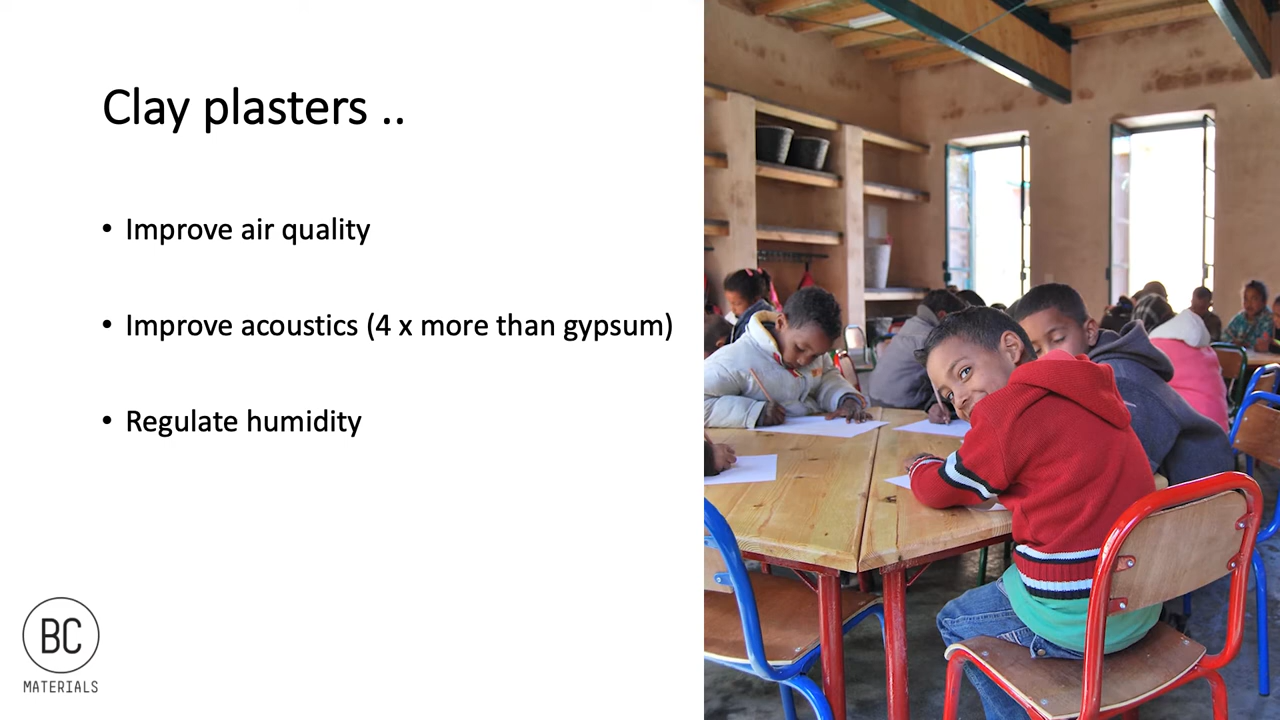 Clay plasters ..
• Improve air quality
• Improve acoustics (4 x more than gypsum)
• Regulate humidity
BC
MATERIALS